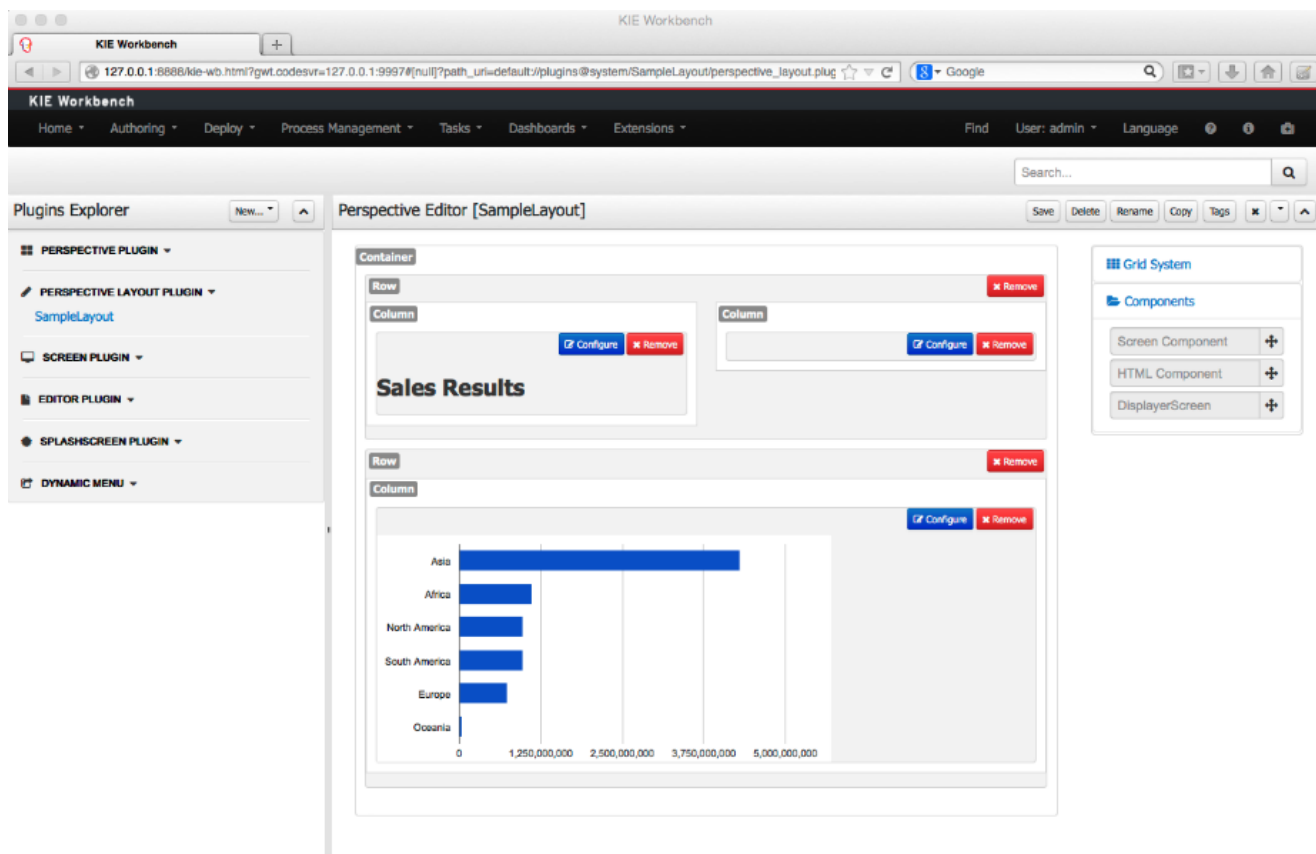 KIE Workbench
KIE Workbench
127.0.0.1:8888/kie-wb.html?gwt.codesvr=127.0.0.1:9997#[null]?path_uri=default://plugins@system/SampleLayout/perspective_layout.plug
Google
KIE Workbench
Home Authoring Deploy Process Management Tasks Dashboards Extensions Find User: admin Language
Search...
Plugins Explorer New... Perspective Editor [SampleLayout] Save Delete Rename Copy Tags
PERSPECTIVE PLUGIN
PERSPECTIVE LAYOUT PLUGIN
SampleLayout
SCREEN PLUGIN
EDITOR PLUGIN
SPLASHSCREEN PLUGIN
DYNAMIC MENU
Container
Row Remove
Column Column
Configure Remove Configure Remove
Sales Results
Row Remove
Column
Configure Remove
Asia
Africa
North America
South America
Europe
Oceania
0 1,250,000,000 2,500,000,000 3,750,000,000 5,000,000,000
Grid System
Components
Screen Component
HTML Component
DisplayerScreen